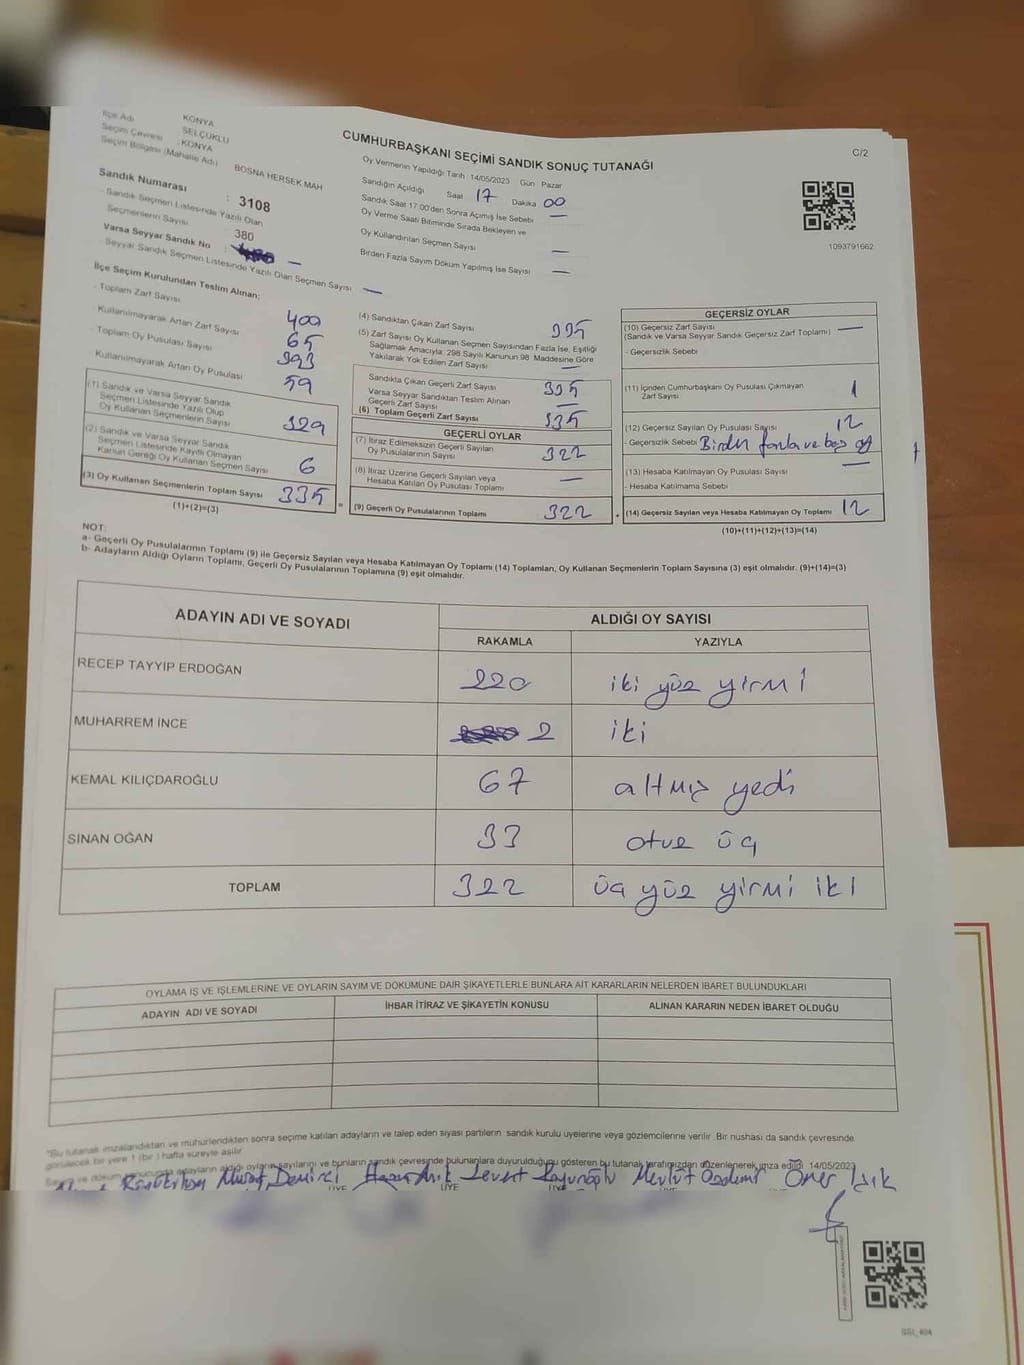 İlçe Adı KONYA
Seçim Çevresi SELÇUKLU
Seçim Bölgesi (Mahalle Adı) : KONYA
BOSNA HERSEK MAH
Sandık Numarası : 3108
- Sandık Seçmen Listesinde Yazılı Olan
Seçmenlerin Sayısı 380
Varsa Seyyar Sandık No : —
- Seyyar Sandık Seçmen Listesinde Yazılı Olan Seçmen Sayısı —
CUMHURBAŞKANI SEÇİMİ SANDIK SONUÇ TUTANAĞI
C/2
Oy Vermenin Yapıldığı Tarih : 14/05/2023 Gün Pazar
Sandığın Açıldığı Saat 17 Dakika 00
Sandık Saat 17.00'den Sonra Açımış İse Sebebi —
Oy Verme Saati Bitiminde Sırada Bekleyen ve
Oy Kullandırılan Seçmen Sayısı —
Birden Fazla Sayım Döküm Yapılmış İse Sayısı —
1093791662
İlçe Seçim Kurulundan Teslim Alınan;
- Toplam Zarf Sayısı 400
- Kullanılmayarak Artan Zarf Sayısı 65
- Toplam Oy Pusulası Sayısı 393
- Kullanılmayarak Artan Oy Pusulası 59
(1) Sandık ve Varsa Seyyar Sandık
Seçmen Listesinde Yazılı Olup
Oy Kullanan Seçmenlerin Sayısı 329
(2) Sandık ve Varsa Seyyar Sandık
Seçmen Listesinde Kayıtlı Olmayan
Kanun Gereği Oy Kullanan Seçmen Sayısı 6
(3) Oy Kullanan Seçmenlerin Toplam Sayısı 335
(1)+(2)=(3)
(4) Sandıktan Çıkan Zarf Sayısı 335
(5) Zarf Sayısı Oy Kullanan Seçmen Sayısından Fazla İse, Eşitliği
Sağlamak Amacıyla, 298 Sayılı Kanunun 98. Maddesine Göre
Yakılarak Yok Edilen Zarf Sayısı —
Sandıkta Çıkan Geçerli Zarf Sayısı 335
Varsa Seyyar Sandıktan Teslim Alınan
Geçerli Zarf Sayısı —
(6) Toplam Geçerli Zarf Sayısı 335
GEÇERLİ OYLAR
(7) İtiraz Edilmeksizin Geçerli Sayılan
Oy Pusulalarının Sayısı 322
(8) İtiraz Üzerine Geçerli Sayılan veya
Hesaba Katılan Oy Pusulası Toplamı —
(9) Geçerli Oy Pusulalarının Toplamı 322
GEÇERSİZ OYLAR
(10) Geçersiz Zarf Sayısı
(Sandık ve Varsa Seyyar Sandık Geçersiz Zarf Toplamı) —
- Geçersizlik Sebebi
(11) İçinden Cumhurbaşkanı Oy Pusulası Çıkmayan
Zarf Sayısı 1
(12) Geçersiz Sayılan Oy Pusulası Sayısı 12
- Geçersizlik Sebebi Birden fazla ve boş oy
(13) Hesaba Katılmayan Oy Pusulası Sayısı —
- Hesaba Katılmama Sebebi
(14) Geçersiz Sayılan veya Hesaba Katılmayan Oy Toplamı 12
(10)+(11)+(12)+(13)=(14)
NOT:
a- Geçerli Oy Pusulalarının Toplamı (9) ile Geçersiz Sayılan veya Hesaba Katılmayan Oy Toplamı (14) Toplamları, Oy Kullanan Seçmenlerin Toplam Sayısına (3) eşit olmalıdır. (9)+(14)=(3)
b- Adayların Aldığı Oyların Toplamı, Geçerli Oy Pusulalarının Toplamına (9) eşit olmalıdır.
ADAYIN ADI VE SOYADI ALDIĞI OY SAYISI
RAKAMLA YAZIYLA
RECEP TAYYİP ERDOĞAN 220 iki yüz yirmi
MUHARREM İNCE 2 iki
KEMAL KILIÇDAROĞLU 67 altmış yedi
SİNAN OĞAN 33 otuz üç
TOPLAM 322 üç yüz yirmi iki
OYLAMA İŞ VE İŞLEMLERİNE VE OYLARIN SAYIM VE DÖKÜMÜNE DAİR ŞİKAYETLERLE BUNLARA AİT KARARLARIN NELERDEN İBARET BULUNDUKLARI
ADAYIN ADI VE SOYADI İHBAR İTİRAZ VE ŞİKAYETİN KONUSU ALINAN KARARIN NEDEN İBARET OLDUĞU
"Bu tutanak imzalandıktan ve mühürlendikten sonra seçime katılan adayların ve talep eden siyasi partilerin sandık kurulu üyelerine veya gözlemcilerine verilir. Bir nüshası da sandık çevresinde
görülecek bir yere 1 (bir) hafta süreyle asılır.
Sayım ve döküm sonucunda adayların aldığı oyların sayılarını ve bunların sandık çevresinde bulunanlara duyurulduğunu gösteren bu tutanak tarafımızdan düzenlenerek imza edildi. 14/05/2023
Murat Demirci Levent Mevlüt Özdemir Öner Işık
ÜYE ÜYE